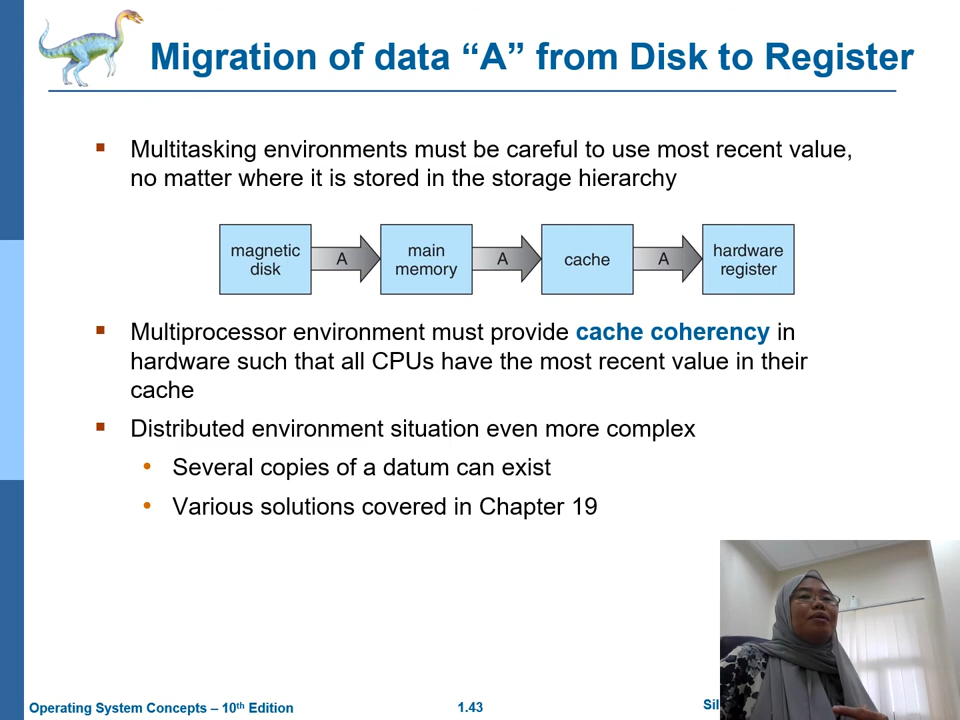 Migration of data “A” from Disk to Register
Multitasking environments must be careful to use most recent value,
no matter where it is stored in the storage hierarchy
magnetic
disk
A
main
memory
A
cache
A
hardware
register
Multiprocessor environment must provide cache coherency in
hardware such that all CPUs have the most recent value in their
cache
Distributed environment situation even more complex
Several copies of a datum can exist
Various solutions covered in Chapter 19
Operating System Concepts – 10th Edition
1.43